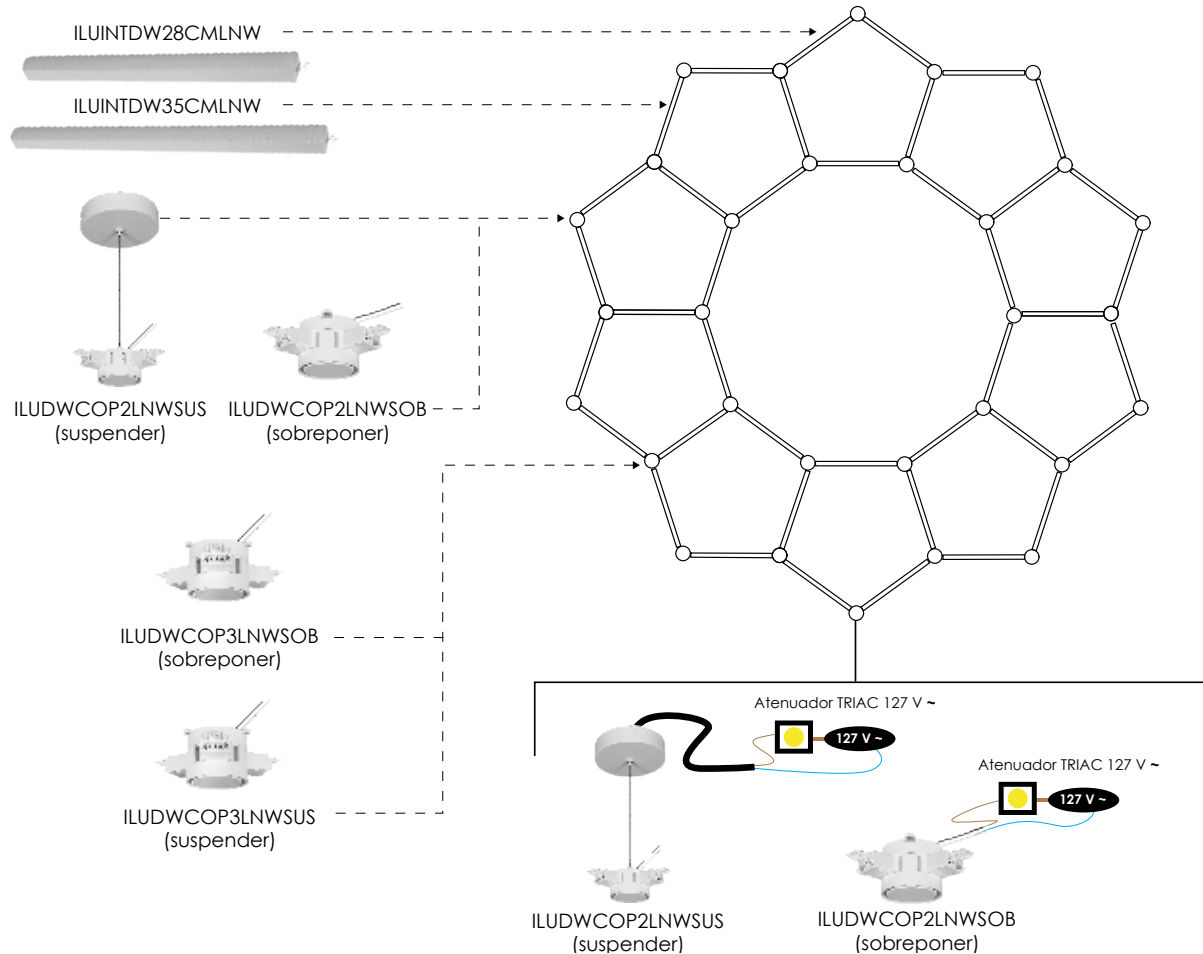 ILUINTDW28CMLNW
ILUINTDW35CMLNW
ILUDWCOP2LNWSUS
(suspender)
ILUDWCOP2LNWSOB
(sobreponer)
ILUDWCOP3LNWSOB
(sobreponer)
ILUDWCOP3LNWSUS
(suspender)
Atenuador TRIAC 127 V ~
127 V ~
Atenuador TRIAC 127 V ~
127 V ~
ILUDWCOP2LNWSUS
(suspender)
ILUDWCOP2LNWSOB
(sobreponer)